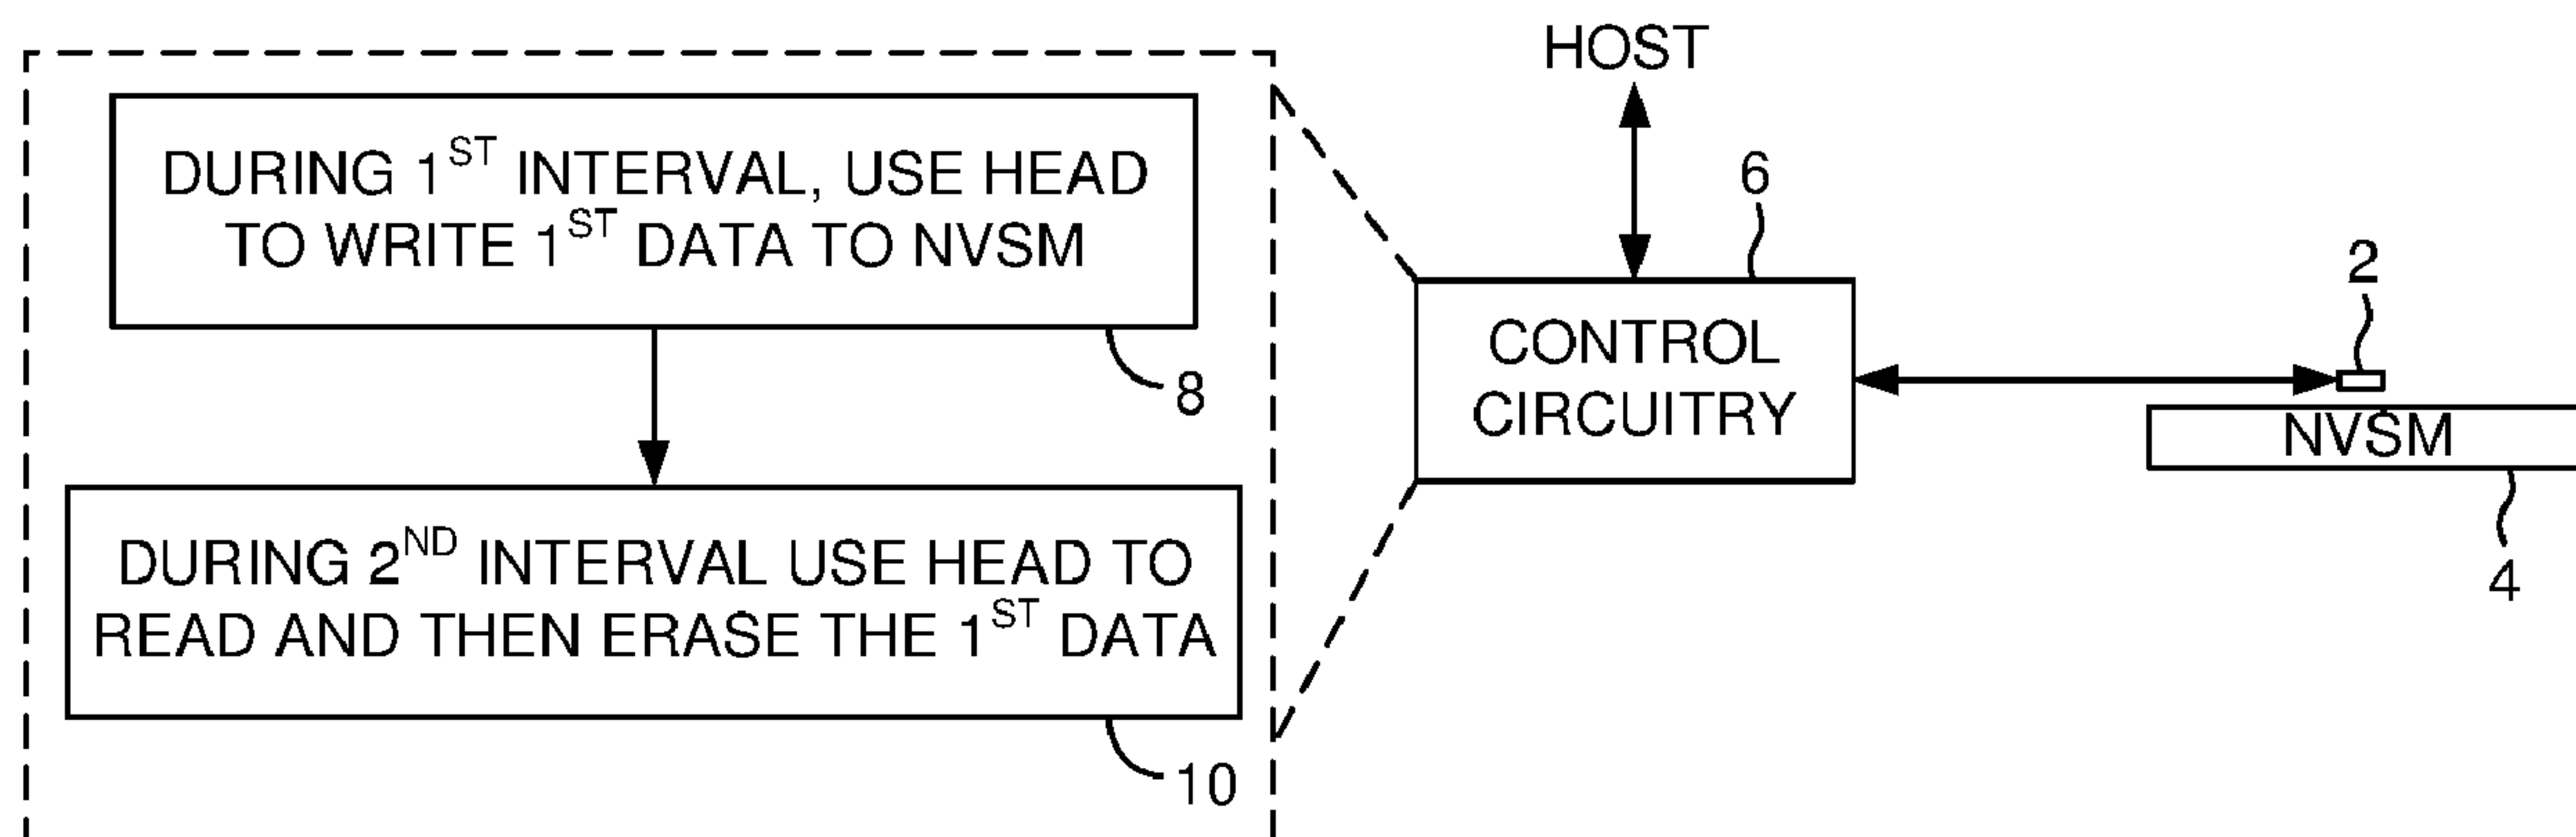 DURING 1ST INTERVAL, USE HEAD
TO WRITE 1ST DATA TO NVSM
8
DURING 2ND INTERVAL USE HEAD TO
READ AND THEN ERASE THE 1ST DATA
10
HOST
6
CONTROL
CIRCUITRY
2
NVSM
4